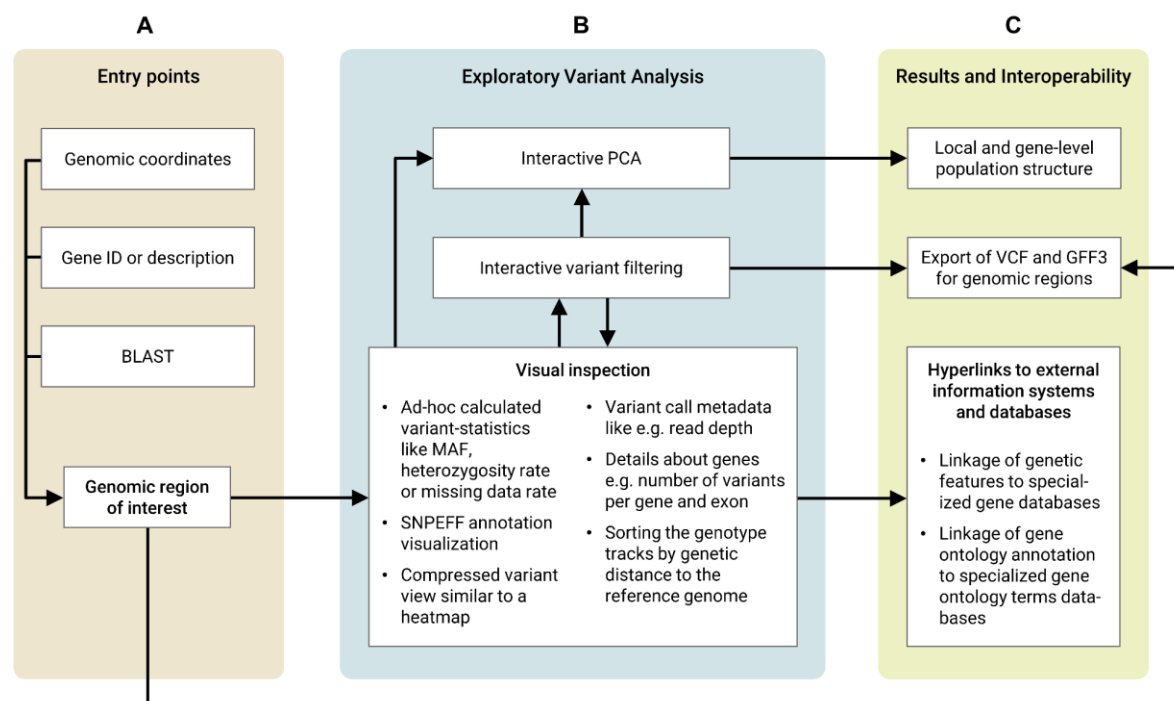 A
Entry points
Genomic coordinates
Gene ID or description
BLAST
Genomic region
of interest
B
Exploratory Variant Analysis
Interactive PCA
Interactive variant filtering
Visual inspection
• Ad-hoc calculated
variant-statistics
like MAF,
heterozygosity rate
or missing data rate
• SNPEFF annotation
visualization
• Compressed variant
view similar to a
heatmap
• Variant call metadata
like e.g. read depth
• Details about genes
e.g. number of variants
per gene and exon
• Sorting the genotype
tracks by genetic
distance to the
reference genome
C
Results and Interoperability
Local and gene-level
population structure
Export of VCF and GFF3
for genomic regions
Hyperlinks to external
information systems
and databases
• Linkage of genetic
features to special-
ized gene databases
• Linkage of gene
ontology annotation
to specialized gene
ontology terms data-
bases